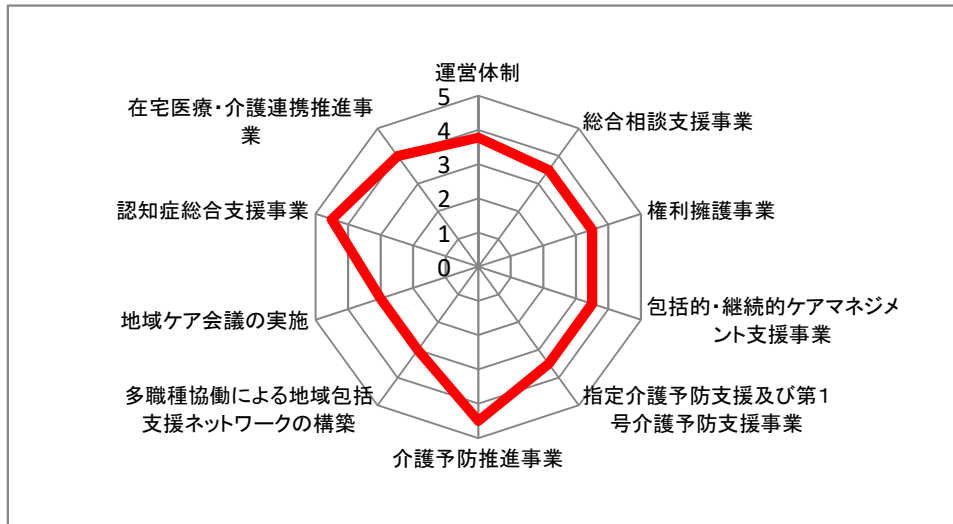 運営体制
総合相談支援事業
権利擁護事業
包括的・継続的ケアマネジメ
ント支援事業
指定介護予防支援及び第1
号介護予防支援事業
介護予防推進事業
多職種協働による地域包括
支援ネットワークの構築
地域ケア会議の実施
認知症総合支援事業
在宅医療・介護連携推進事
業
5
4
3
2
1
0